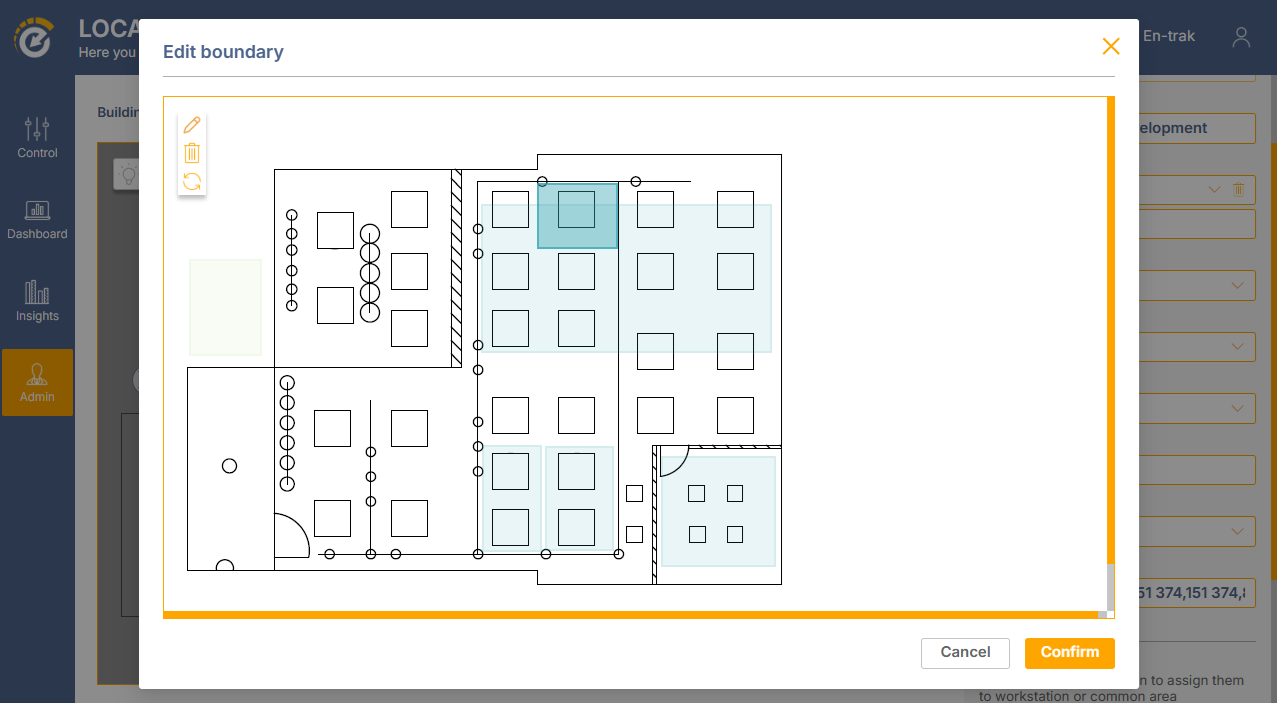 LOCA
Here you
En-trak
Edit boundary
Buildin
elopment
Control
Dashboard
Insights
Admin
51 374,151 374,8
Cancel
Confirm
n to assign them
to workstation or common area